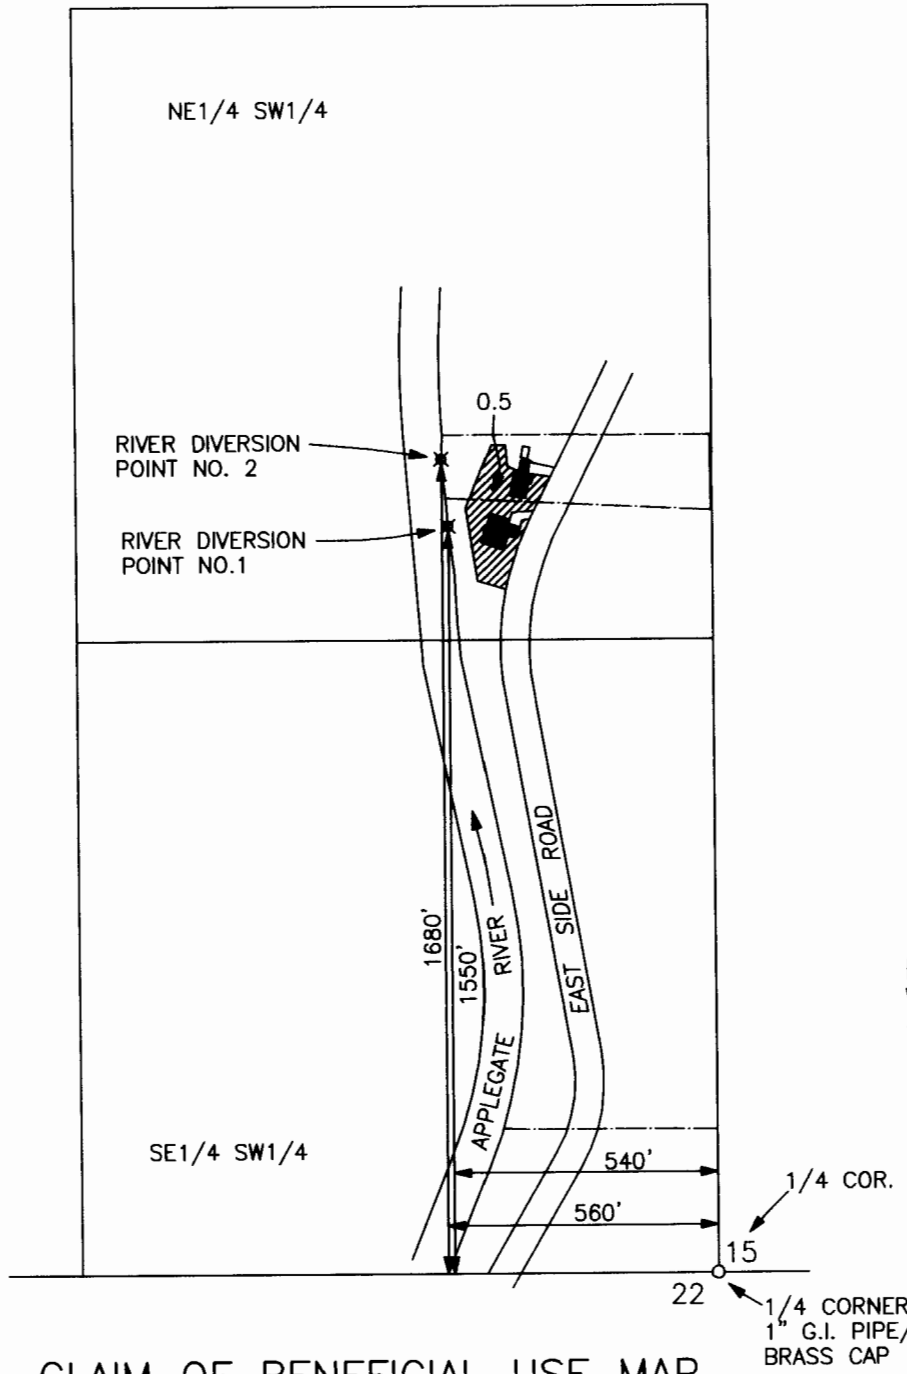 NE1/4 SW1/4
0.5
RIVER DIVERSION
POINT NO. 2
RIVER DIVERSION
POINT NO.1
1680'
1550'
APPLEGATE RIVER
EAST SIDE ROAD
SE1/4 SW1/4
540'
560'
1/4 COR.
15
22
1/4 CORNER
1" G.I. PIPE/
BRASS CAP
CLAIM OF BENEFICIAL USE MAP